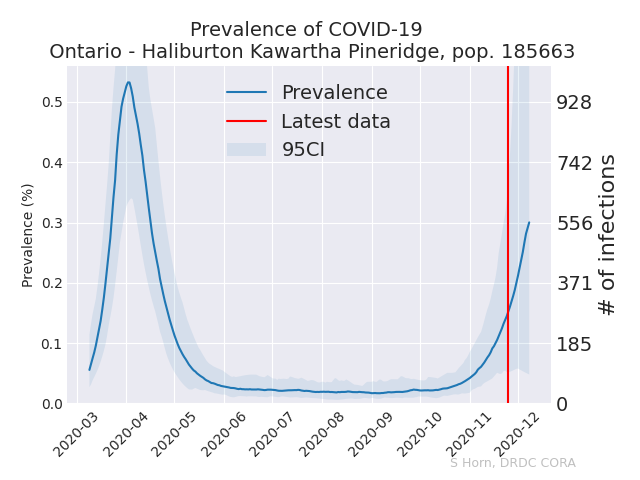 Prevalence of COVID-19
Ontario - Haliburton Kawartha Pineridge, pop. 185663
Prevalence
Latest data
95CI
Prevalence (%)
0.5
0.4
0.3
0.2
0.1
0.0
928
742
556
371
185
0
# of infections
2020-03
2020-04
2020-05
2020-06
2020-07
2020-08
2020-09
2020-10
2020-11
2020-12
S Horn, DRDC CORA